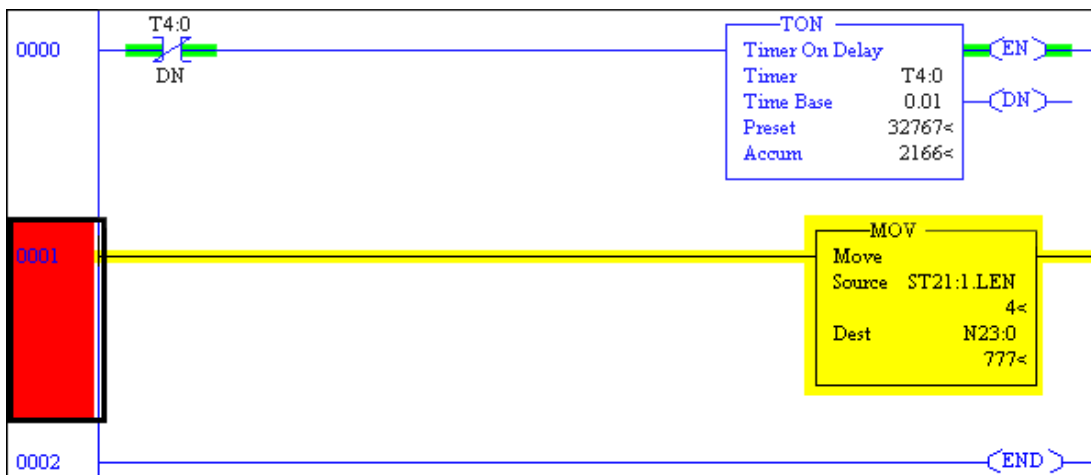 T4:0
TON
0000
Timer On Delay
EN
DN
Timer T4:0
Time Base 0.01
DN
Preset 32767<
Accum 2166<
MOV
0001
Move
Source ST21:1.LEN
4<
Dest N23:0
777<
0002
END